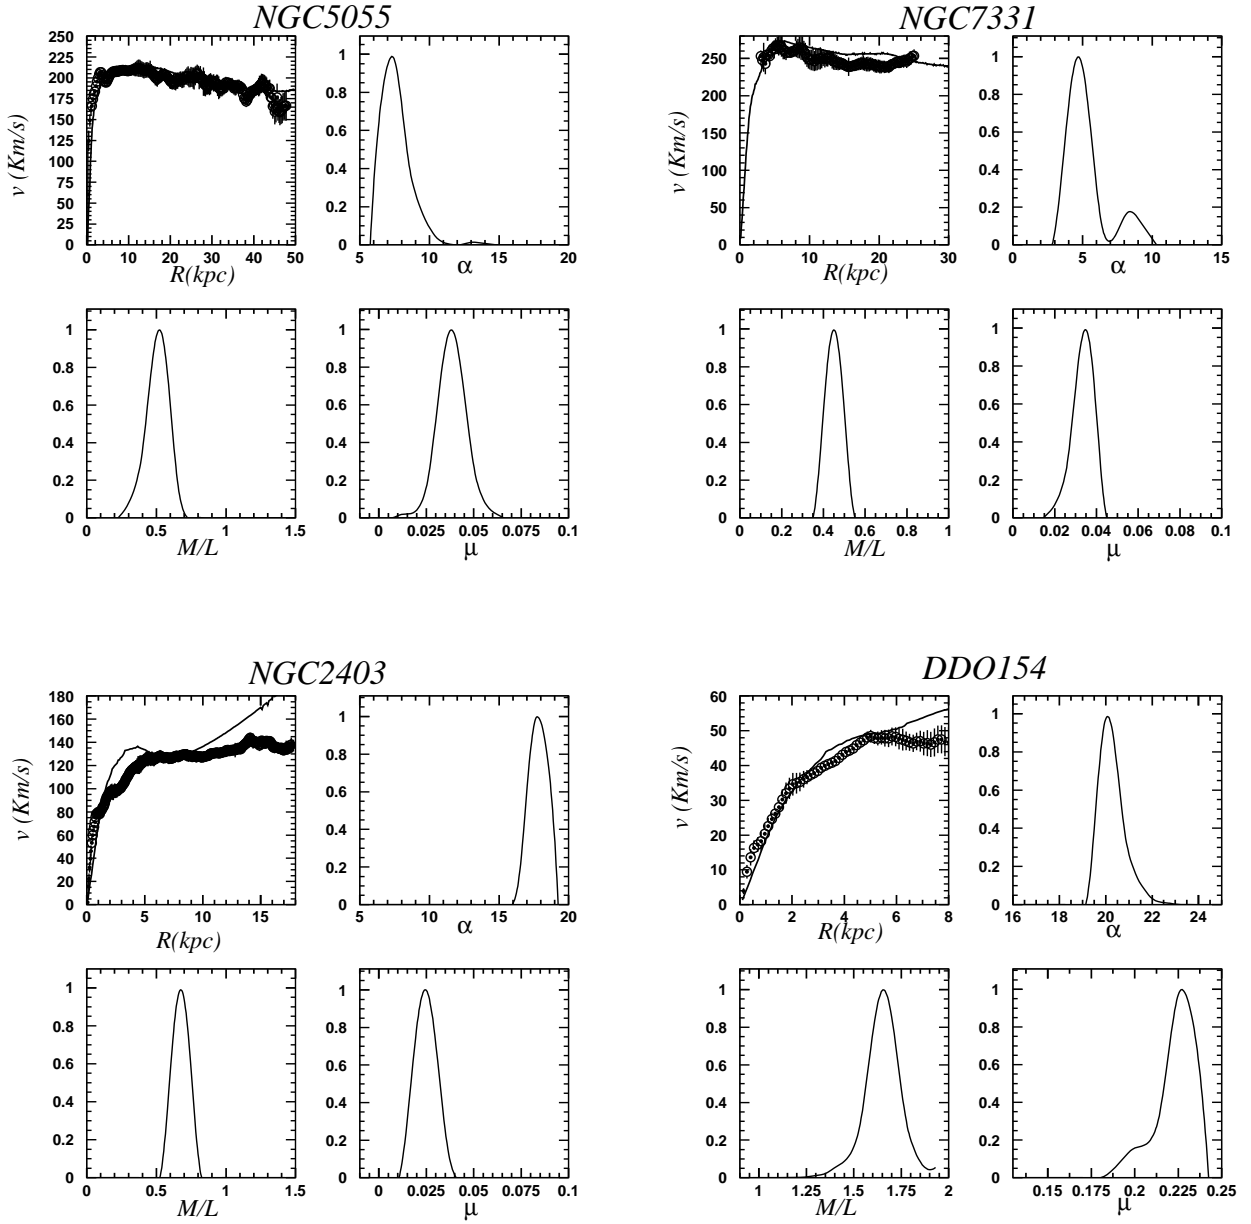 NGC5055
250
225
200
175
150
125
100
75
50
25
0
v (Km/s)
0 10 20 30 40 50
R(kpc)
1
0.8
0.6
0.4
0.2
0
5 10 15 20
α
1
0.8
0.6
0.4
0.2
0
0 0.5 1 1.5
M/L
1
0.8
0.6
0.4
0.2
0
0 0.025 0.05 0.075 0.1
μ
NGC7331
250
200
150
100
50
0
v (Km/s)
0 10 20 30
R(kpc)
1
0.8
0.6
0.4
0.2
0
0 5 10 15
α
1
0.8
0.6
0.4
0.2
0
0 0.2 0.4 0.6 0.8 1
M/L
1
0.8
0.6
0.4
0.2
0
0 0.02 0.04 0.06 0.08 0.1
μ
NGC2403
180
160
140
120
100
80
60
40
20
0
v (Km/s)
0 5 10 15
R(kpc)
1
0.8
0.6
0.4
0.2
0
5 10 15 20
α
1
0.8
0.6
0.4
0.2
0
0 0.5 1 1.5
M/L
1
0.8
0.6
0.4
0.2
0
0 0.025 0.05 0.075 0.1
μ
DDO154
60
50
40
30
20
10
0
v (Km/s)
0 2 4 6 8
R(kpc)
1
0.8
0.6
0.4
0.2
0
16 18 20 22 24
α
1
0.8
0.6
0.4
0.2
0
1 1.25 1.5 1.75 2
M/L
1
0.8
0.6
0.4
0.2
0
0.15 0.175 0.2 0.225 0.25
μ